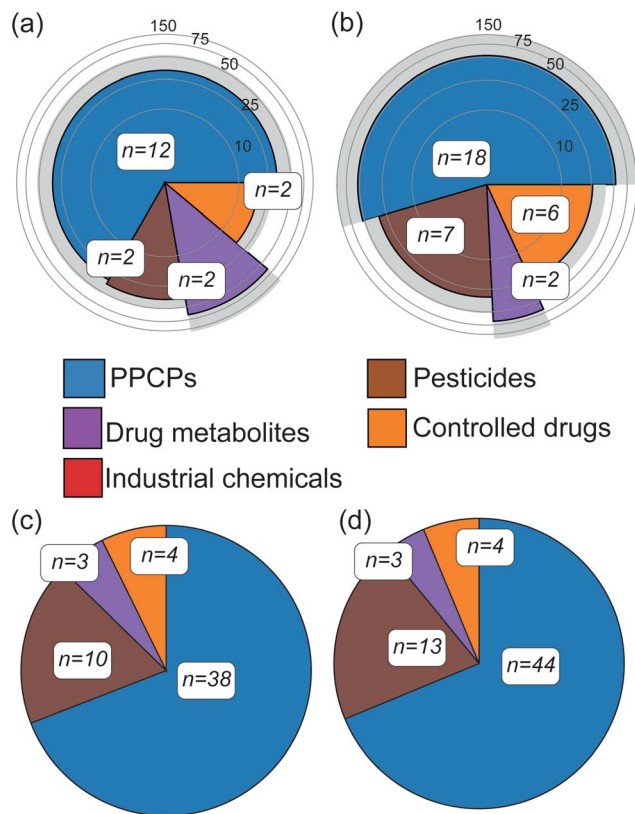 (a)
150
75
50
25
10
n=12
n=2
n=2
n=2
(b)
150
75
50
25
10
n=18
n=6
n=7
n=2
PPCPs
Pesticides
Drug metabolites
Controlled drugs
Industrial chemicals
(c)
n=3
n=4
n=10
n=38
(d)
n=3
n=4
n=13
n=44